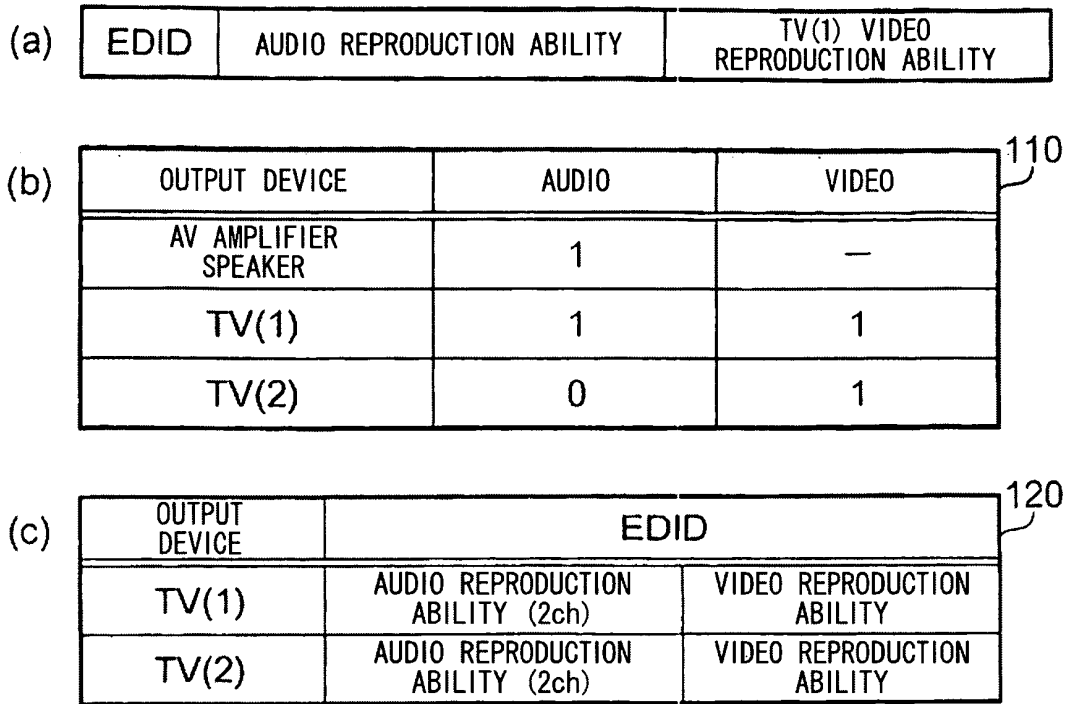 (a)
EDID
AUDIO REPRODUCTION ABILITY
TV(1) VIDEO
REPRODUCTION ABILITY
110
(b)
OUTPUT DEVICE
AUDIO
VIDEO
AV AMPLIFIER
SPEAKER
1
—
TV(1)
1
1
TV(2)
0
1
120
(c)
OUTPUT
DEVICE
EDID
TV(1)
AUDIO REPRODUCTION
ABILITY (2ch)
VIDEO REPRODUCTION
ABILITY
TV(2)
AUDIO REPRODUCTION
ABILITY (2ch)
VIDEO REPRODUCTION
ABILITY